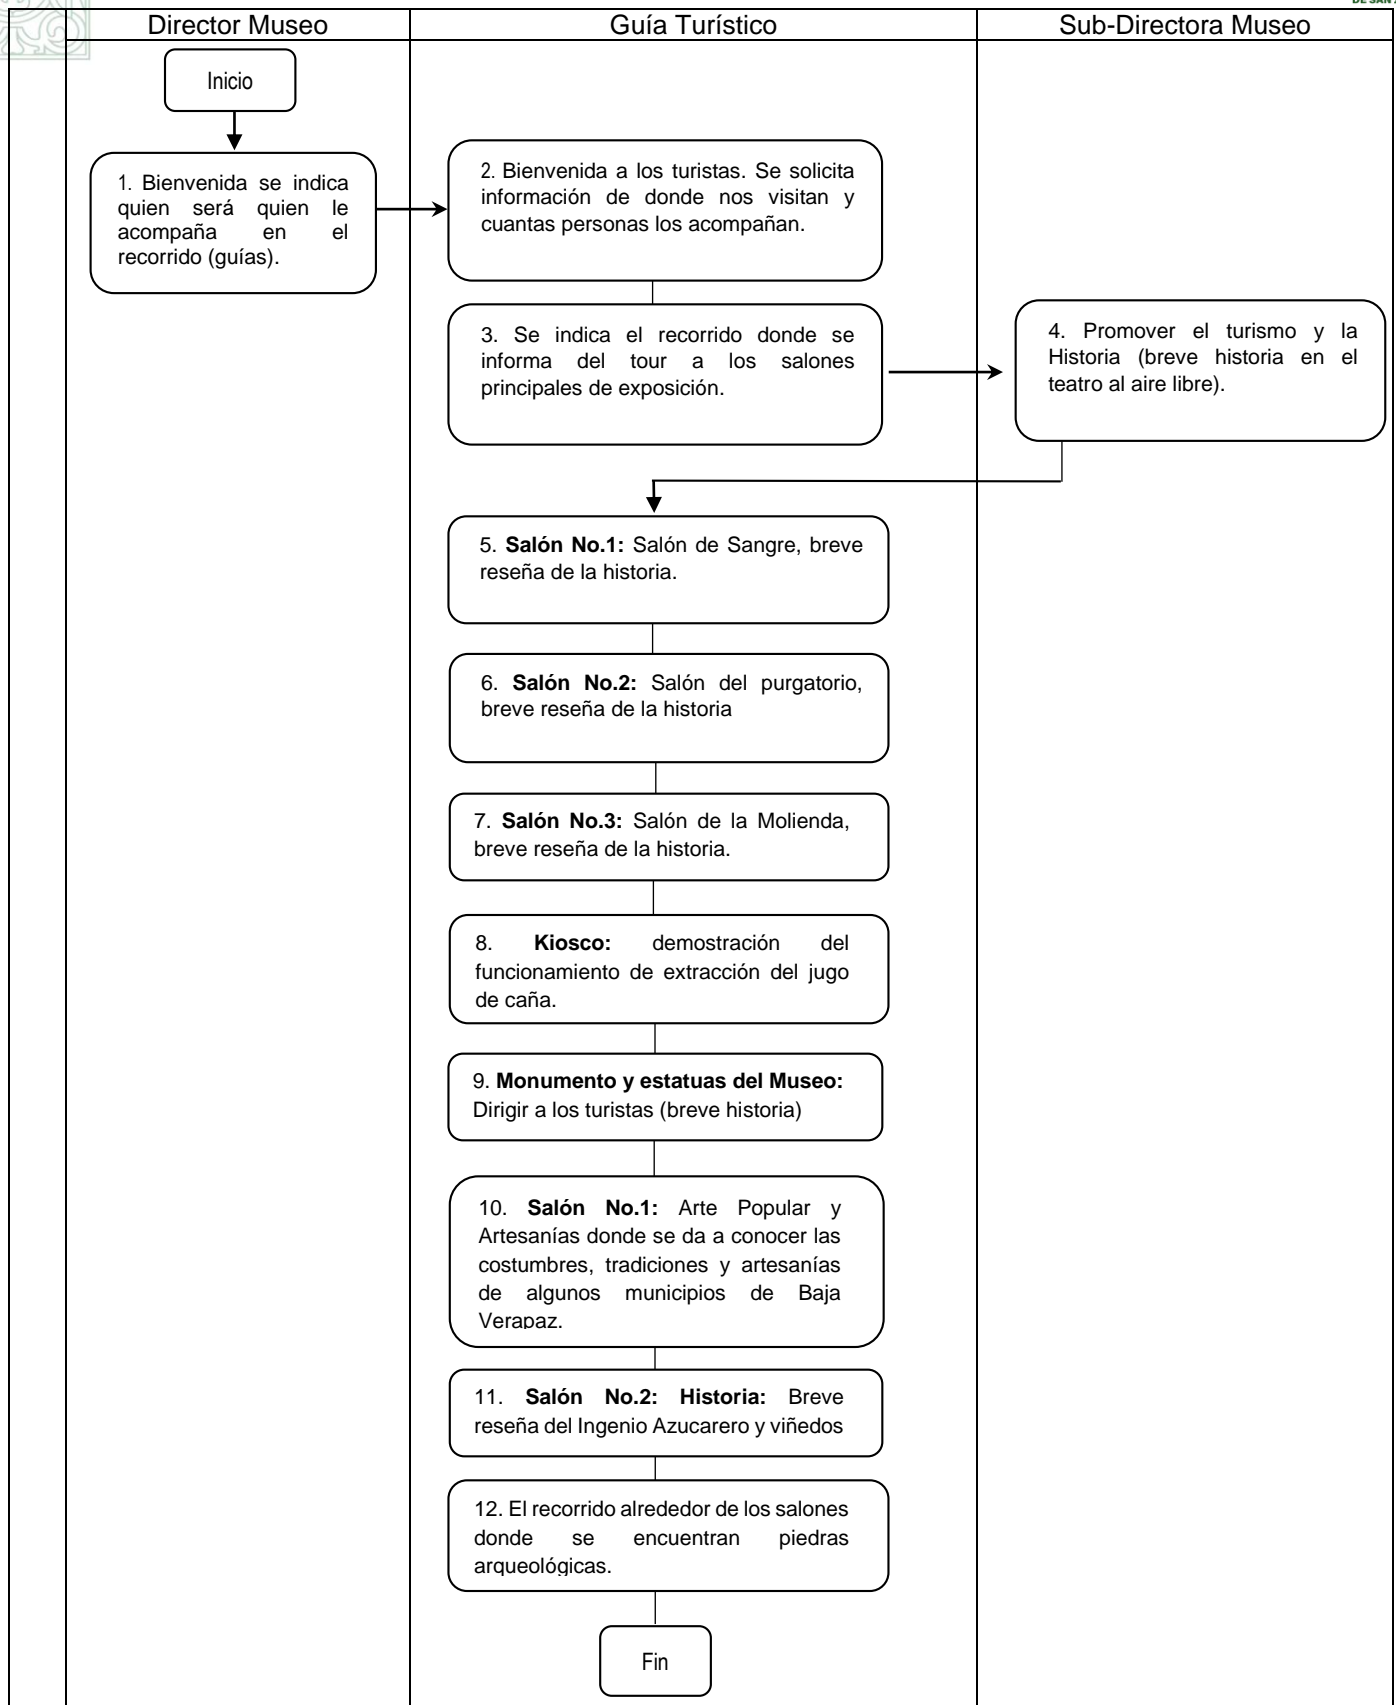 DE SAN
Director Museo
Guía Turístico
Sub-Directora Museo
Inicio
1. Bienvenida se indica
quien será quien le
acompaña en el
recorrido (guías).
2. Bienvenida a los turistas. Se solicita
información de donde nos visitan y
cuantas personas los acompañan.
3. Se indica el recorrido donde se
informa del tour a los salones
principales de exposición.
4. Promover el turismo y la
Historia (breve historia en el
teatro al aire libre).
5. Salón No.1: Salón de Sangre, breve
reseña de la historia.
6. Salón No.2: Salón del purgatorio,
breve reseña de la historia
7. Salón No.3: Salón de la Molienda,
breve reseña de la historia.
8. Kiosco: demostración del
funcionamiento de extracción del jugo
de caña.
9. Monumento y estatuas del Museo:
Dirigir a los turistas (breve historia)
10. Salón No.1: Arte Popular y
Artesanías donde se da a conocer las
costumbres, tradiciones y artesanías
de algunos municipios de Baja
Verapaz.
11. Salón No.2: Historia: Breve
reseña del Ingenio Azucarero y viñedos
12. El recorrido alrededor de los salones
donde se encuentran piedras
arqueológicas.
Fin